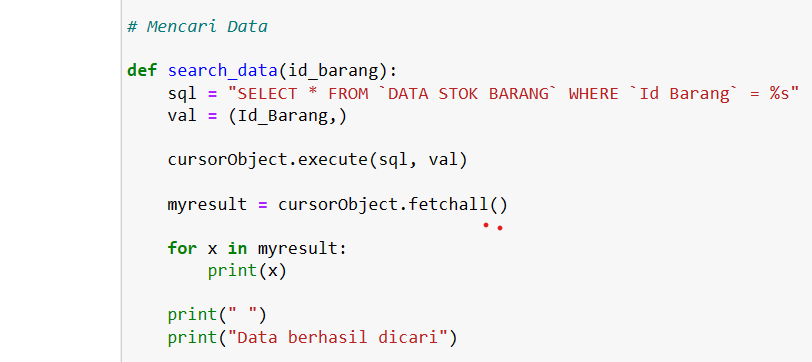 # Mencari Data
def search_data(id_barang):
    sql = "SELECT * FROM `DATA STOK BARANG` WHERE `Id Barang` = %s"
    val = (Id_Barang,)
    cursorObject.execute(sql, val)
    myresult = cursorObject.fetchall()
    for x in myresult:
        print(x)
    print(" ")
    print("Data berhasil dicari")